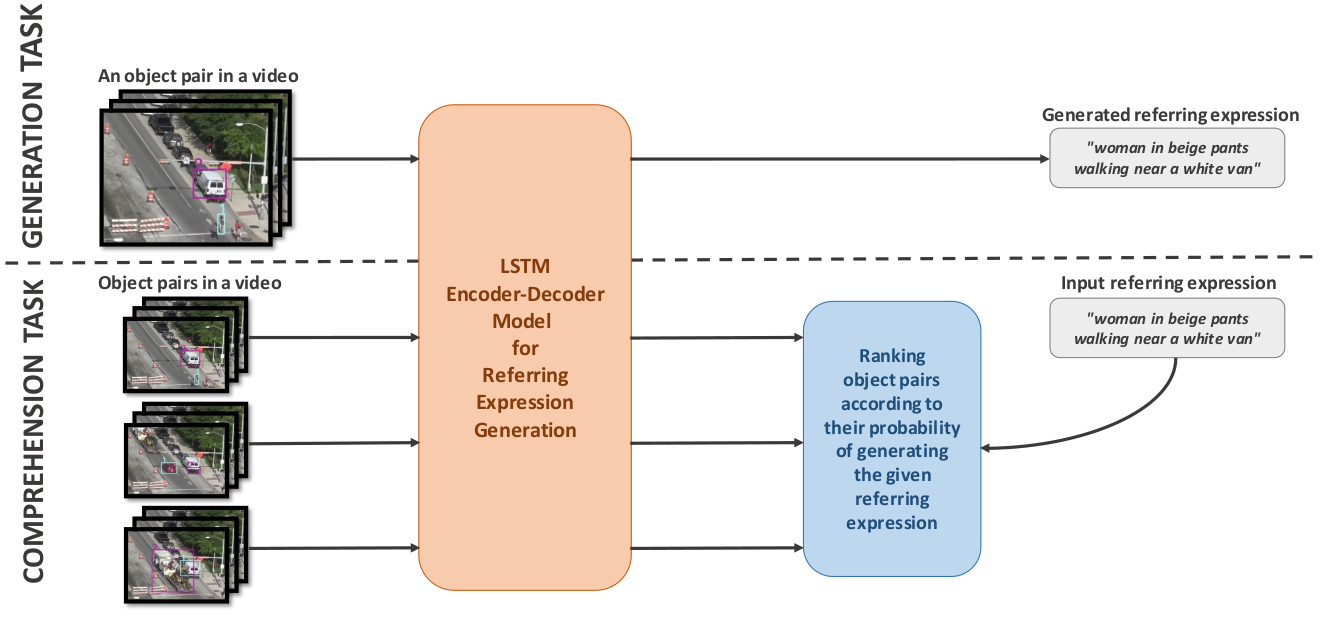 GENERATION TASK
An object pair in a video
Generated referring expression
"woman in beige pants
walking near a white van"
LSTM
Encoder-Decoder
Model
for
Referring
Expression
Generation
COMPREHENSION TASK
Object pairs in a video
Ranking
object pairs
according to
their probability
of generating
the given
referring
expression
Input referring expression
"woman in beige pants
walking near a white van"